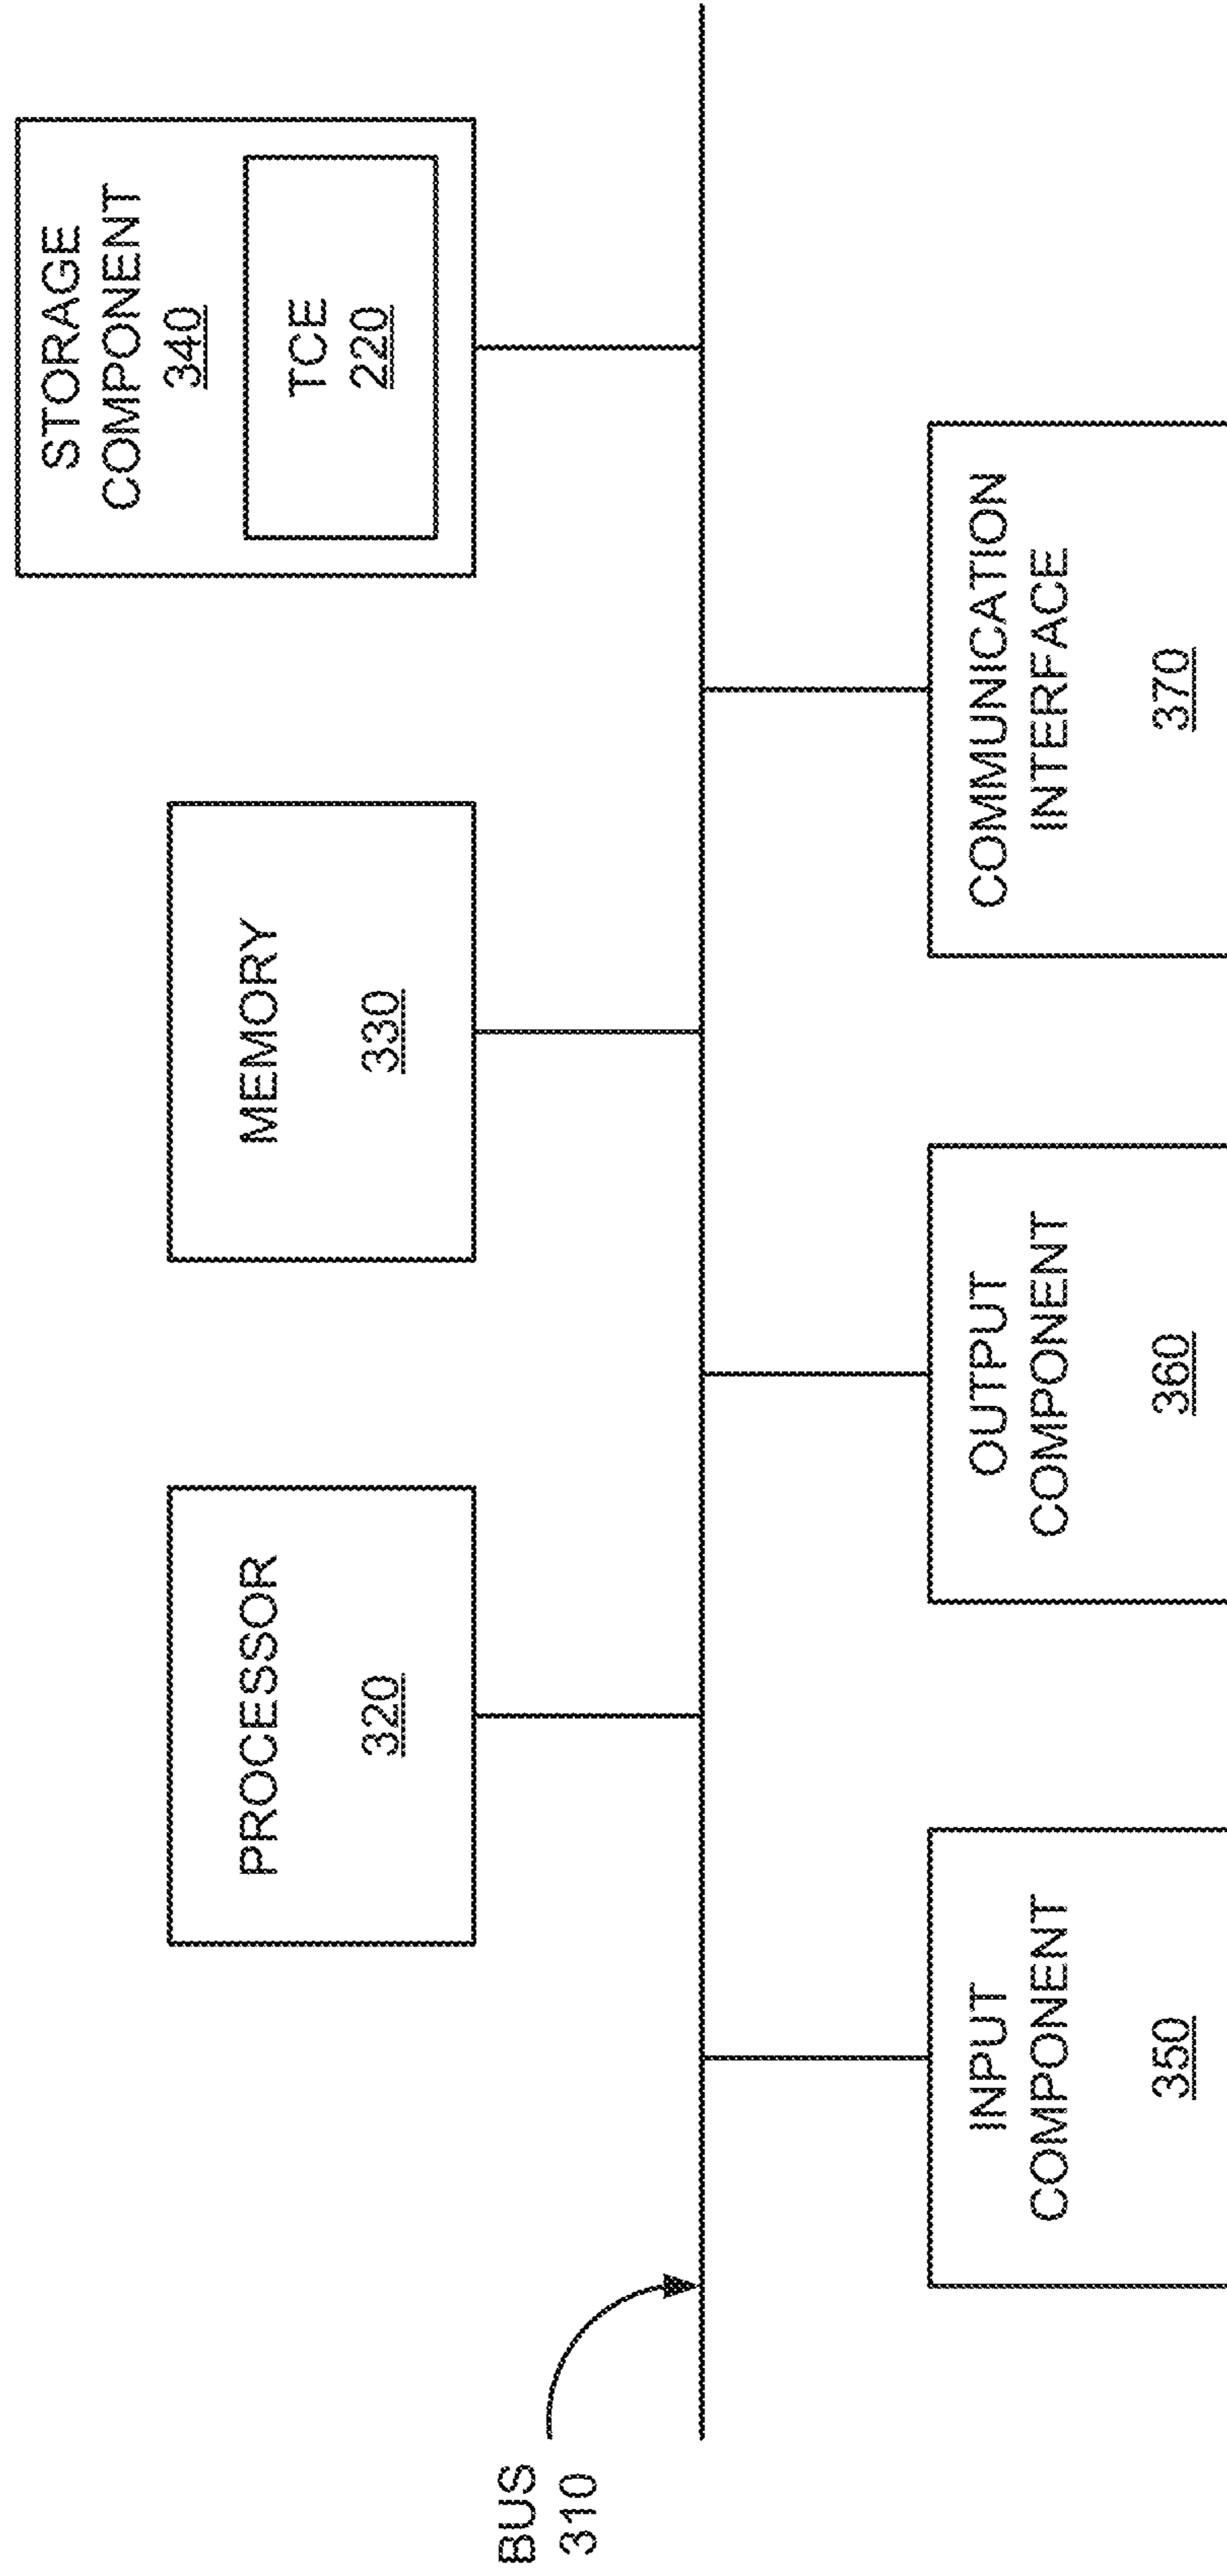 BUS
310
PROCESSOR
320
MEMORY
330
STORAGE
COMPONENT
340
TCE
220
INPUT
COMPONENT
350
OUTPUT
COMPONENT
360
COMMUNICATION
INTERFACE
370